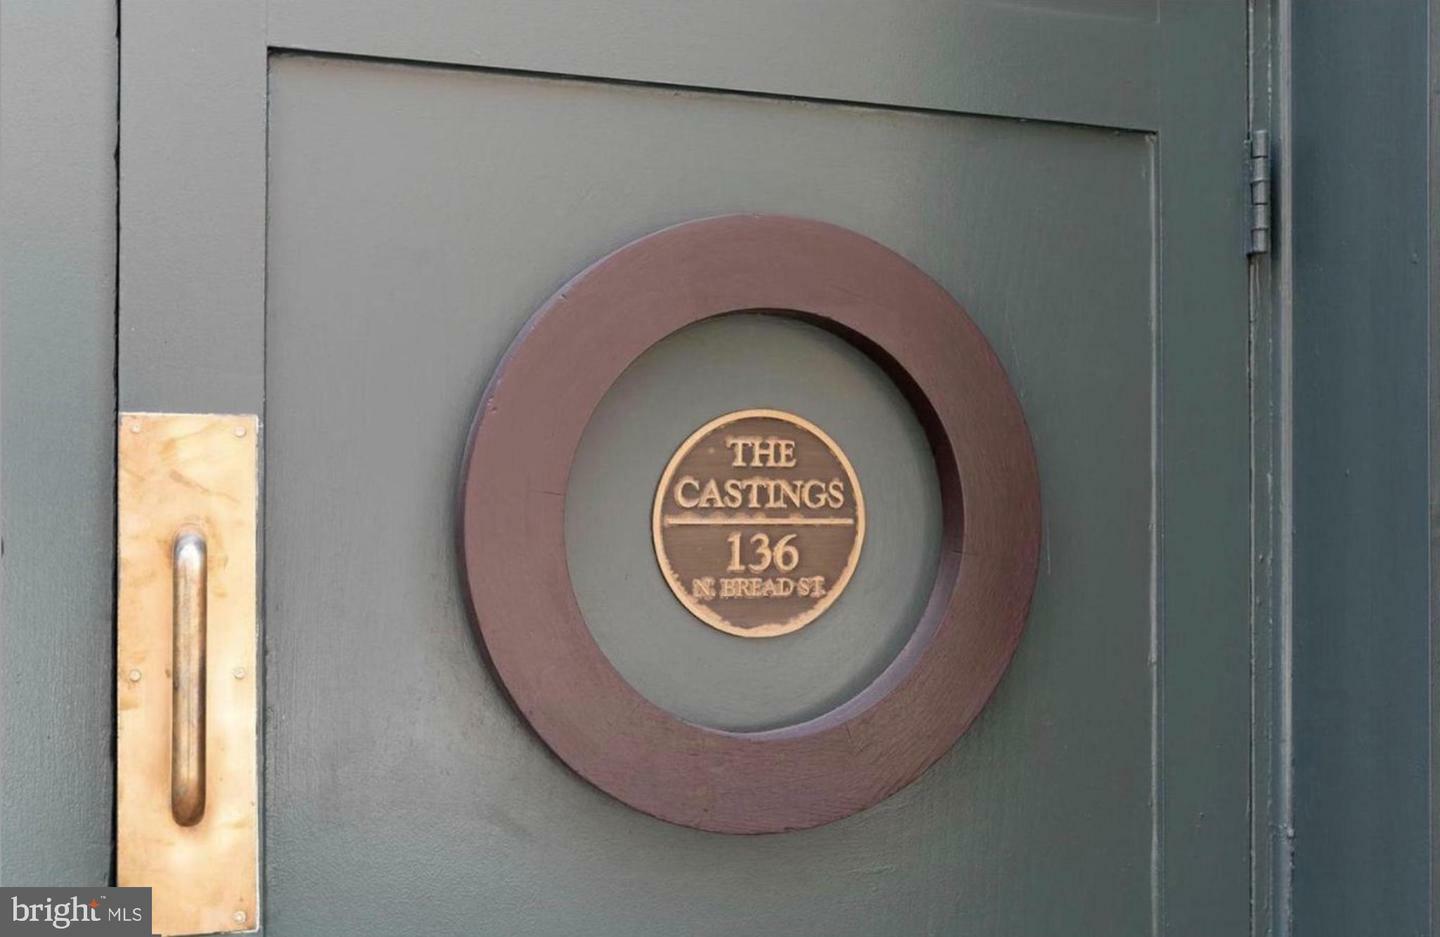 THE
CASTINGS
136
N. BREAD ST.
bright MLS